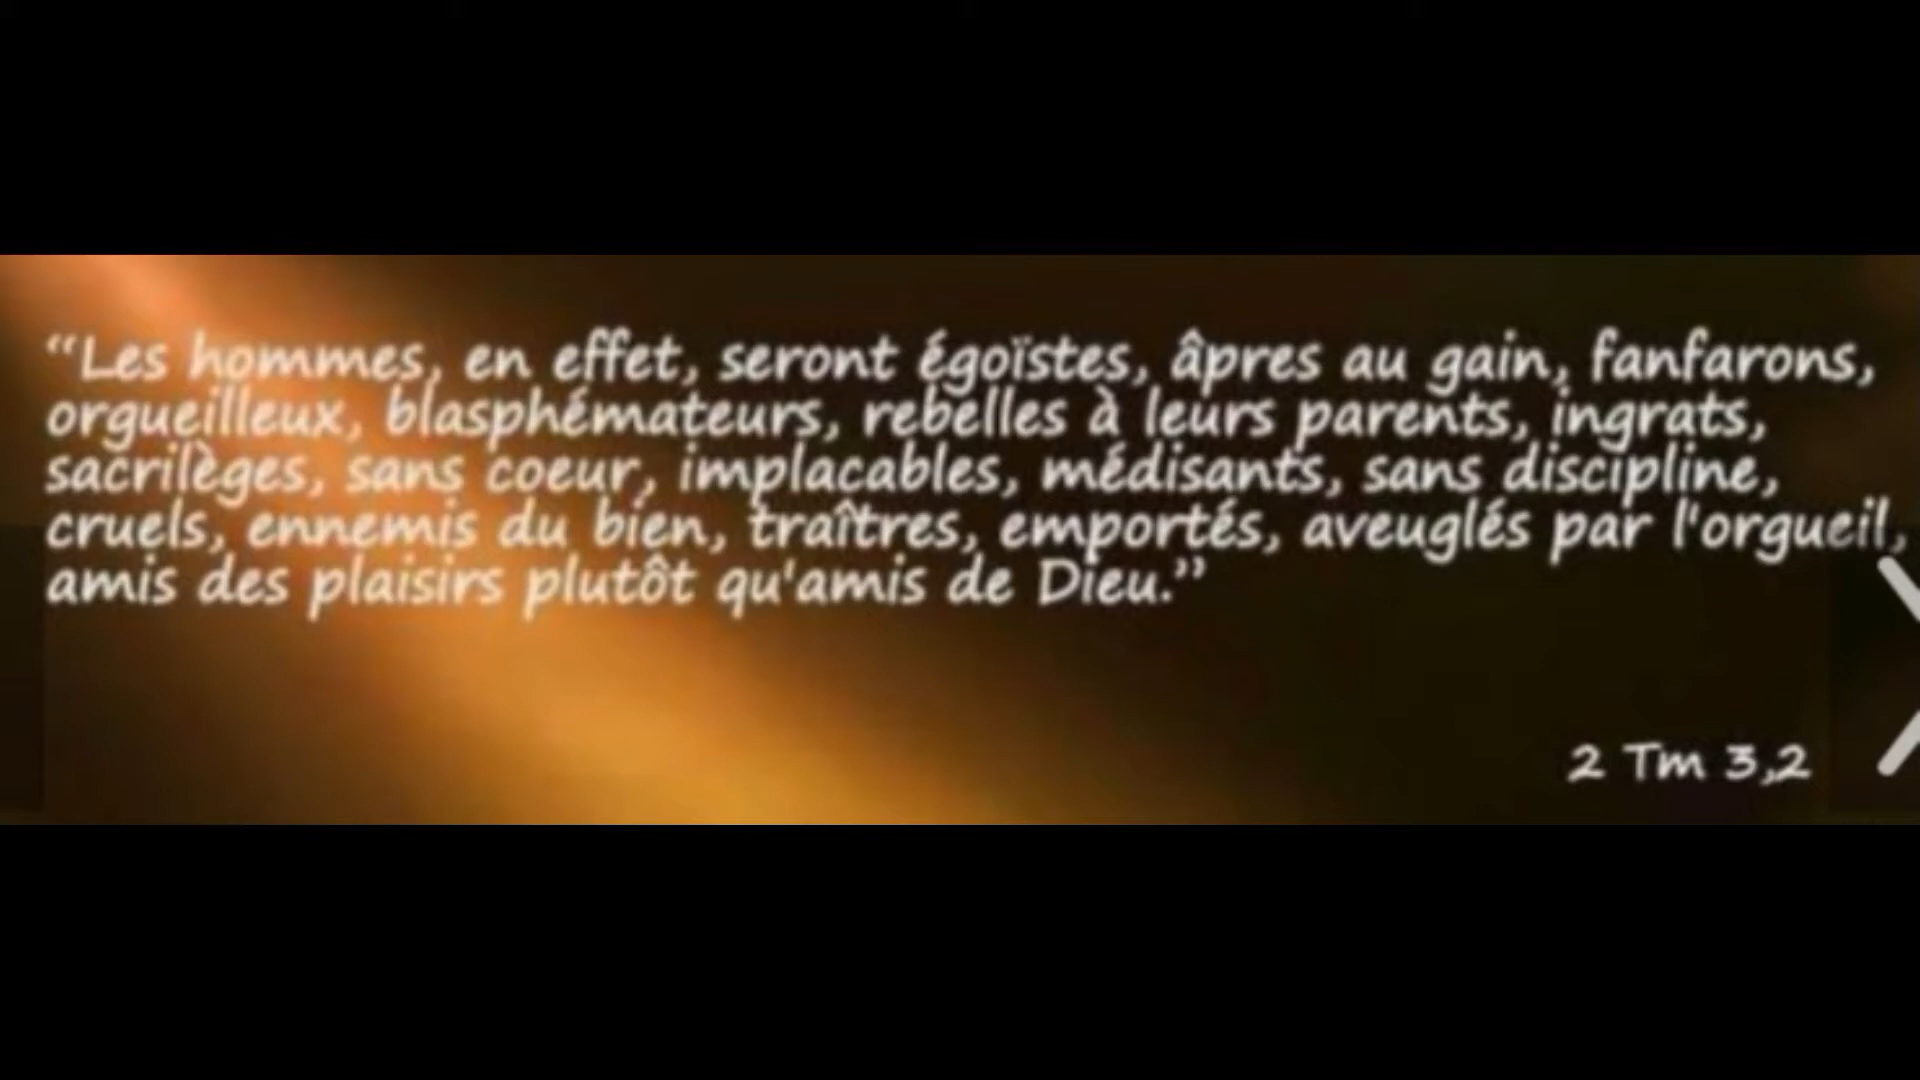 “Les hommes, en effet, seront égoïstes, âpres au gain, fanfarons,
orgueilleux, blasphémateurs, rebelles à leurs parents, ingrats,
sacrilèges, sans coeur, implacables, médisants, sans discipline,
cruels, ennemis du bien, traîtres, emportés, aveuglés par l'orgueil,
amis des plaisirs plutôt qu'amis de Dieu.”
2 Tm 3,2